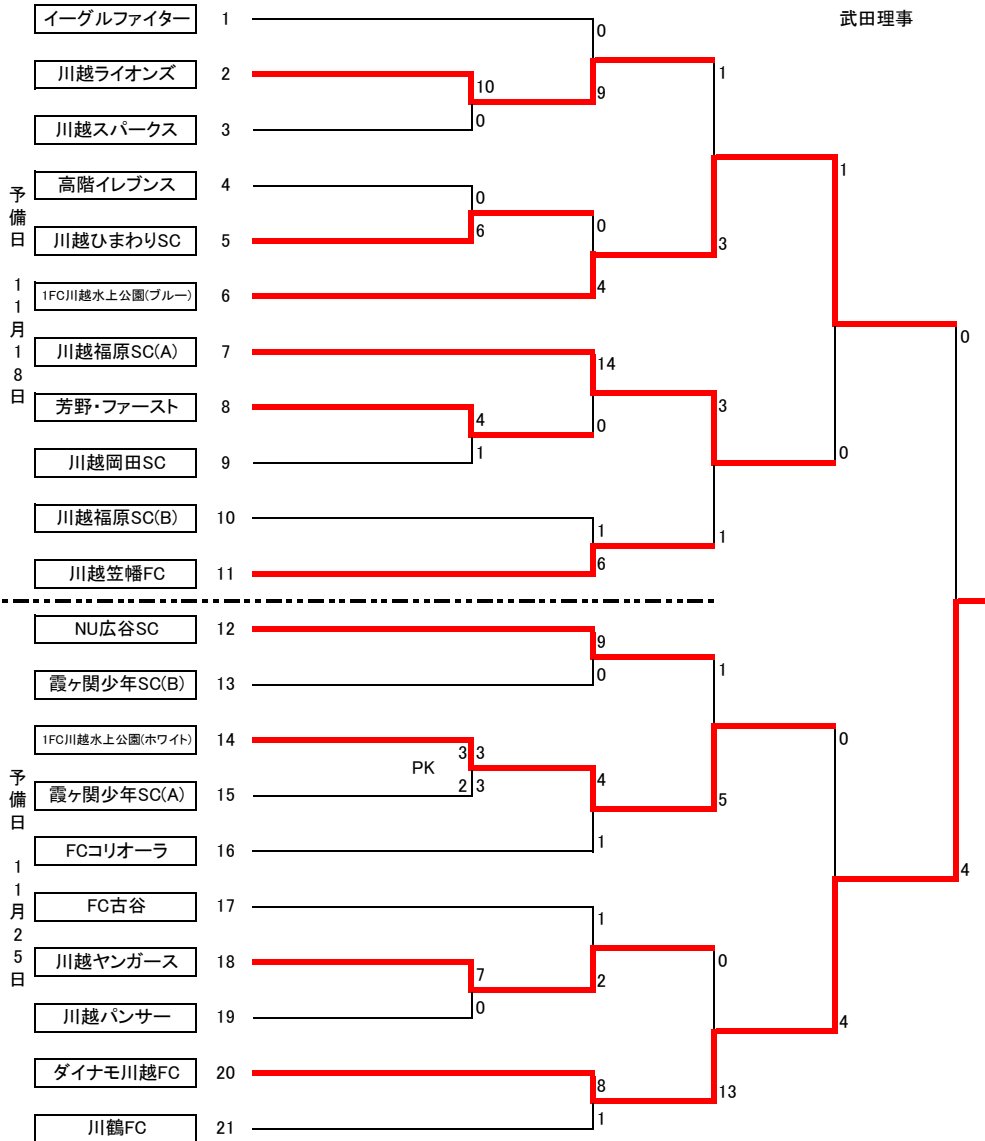 武田理事
イーグルファイター 1
0
川越ライオンズ 2
1
10
9
0
川越スパークス 3
1
高階イレブンス 4
0
川越ひまわりSC 5
6
0
3
1FC川越水上公園(ブルー) 6
4
0
川越福原SC(A) 7
14
芳野・ファースト 8
4
0
3
1
川越岡田SC 9
0
川越福原SC(B) 10
1
1
川越笠幡FC 11
6
予備日 11月18日
NU広谷SC 12
9
0
1
霞ヶ関少年SC(B) 13
1FC川越水上公園(ホワイト) 14
0
3 3
PK
2 3
4
5
霞ヶ関少年SC(A) 15
1
FCコリオーラ 16
4
FC古谷 17
1
川越ヤンガース 18
0
7
2
0
川越パンサー 19
4
ダイナモ川越FC 20
8
13
1
川鶴FC 21
予備日 11月25日